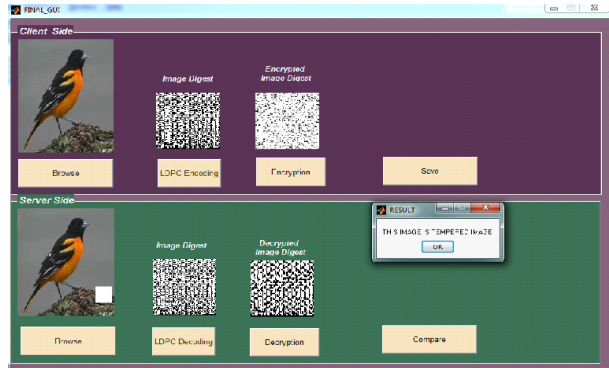 FINAL_GUI
Client Side
Image Digest
Encrypted
Image Digest
Browse
LDPC Encoding
Encryption
Save
Server Side
Image Digest
Decrypted
Image Digest
RESULT
THIS IMAGE IS TEMPERED IMAGE
OK
Browse
LDPC Decoding
Decryption
Compare